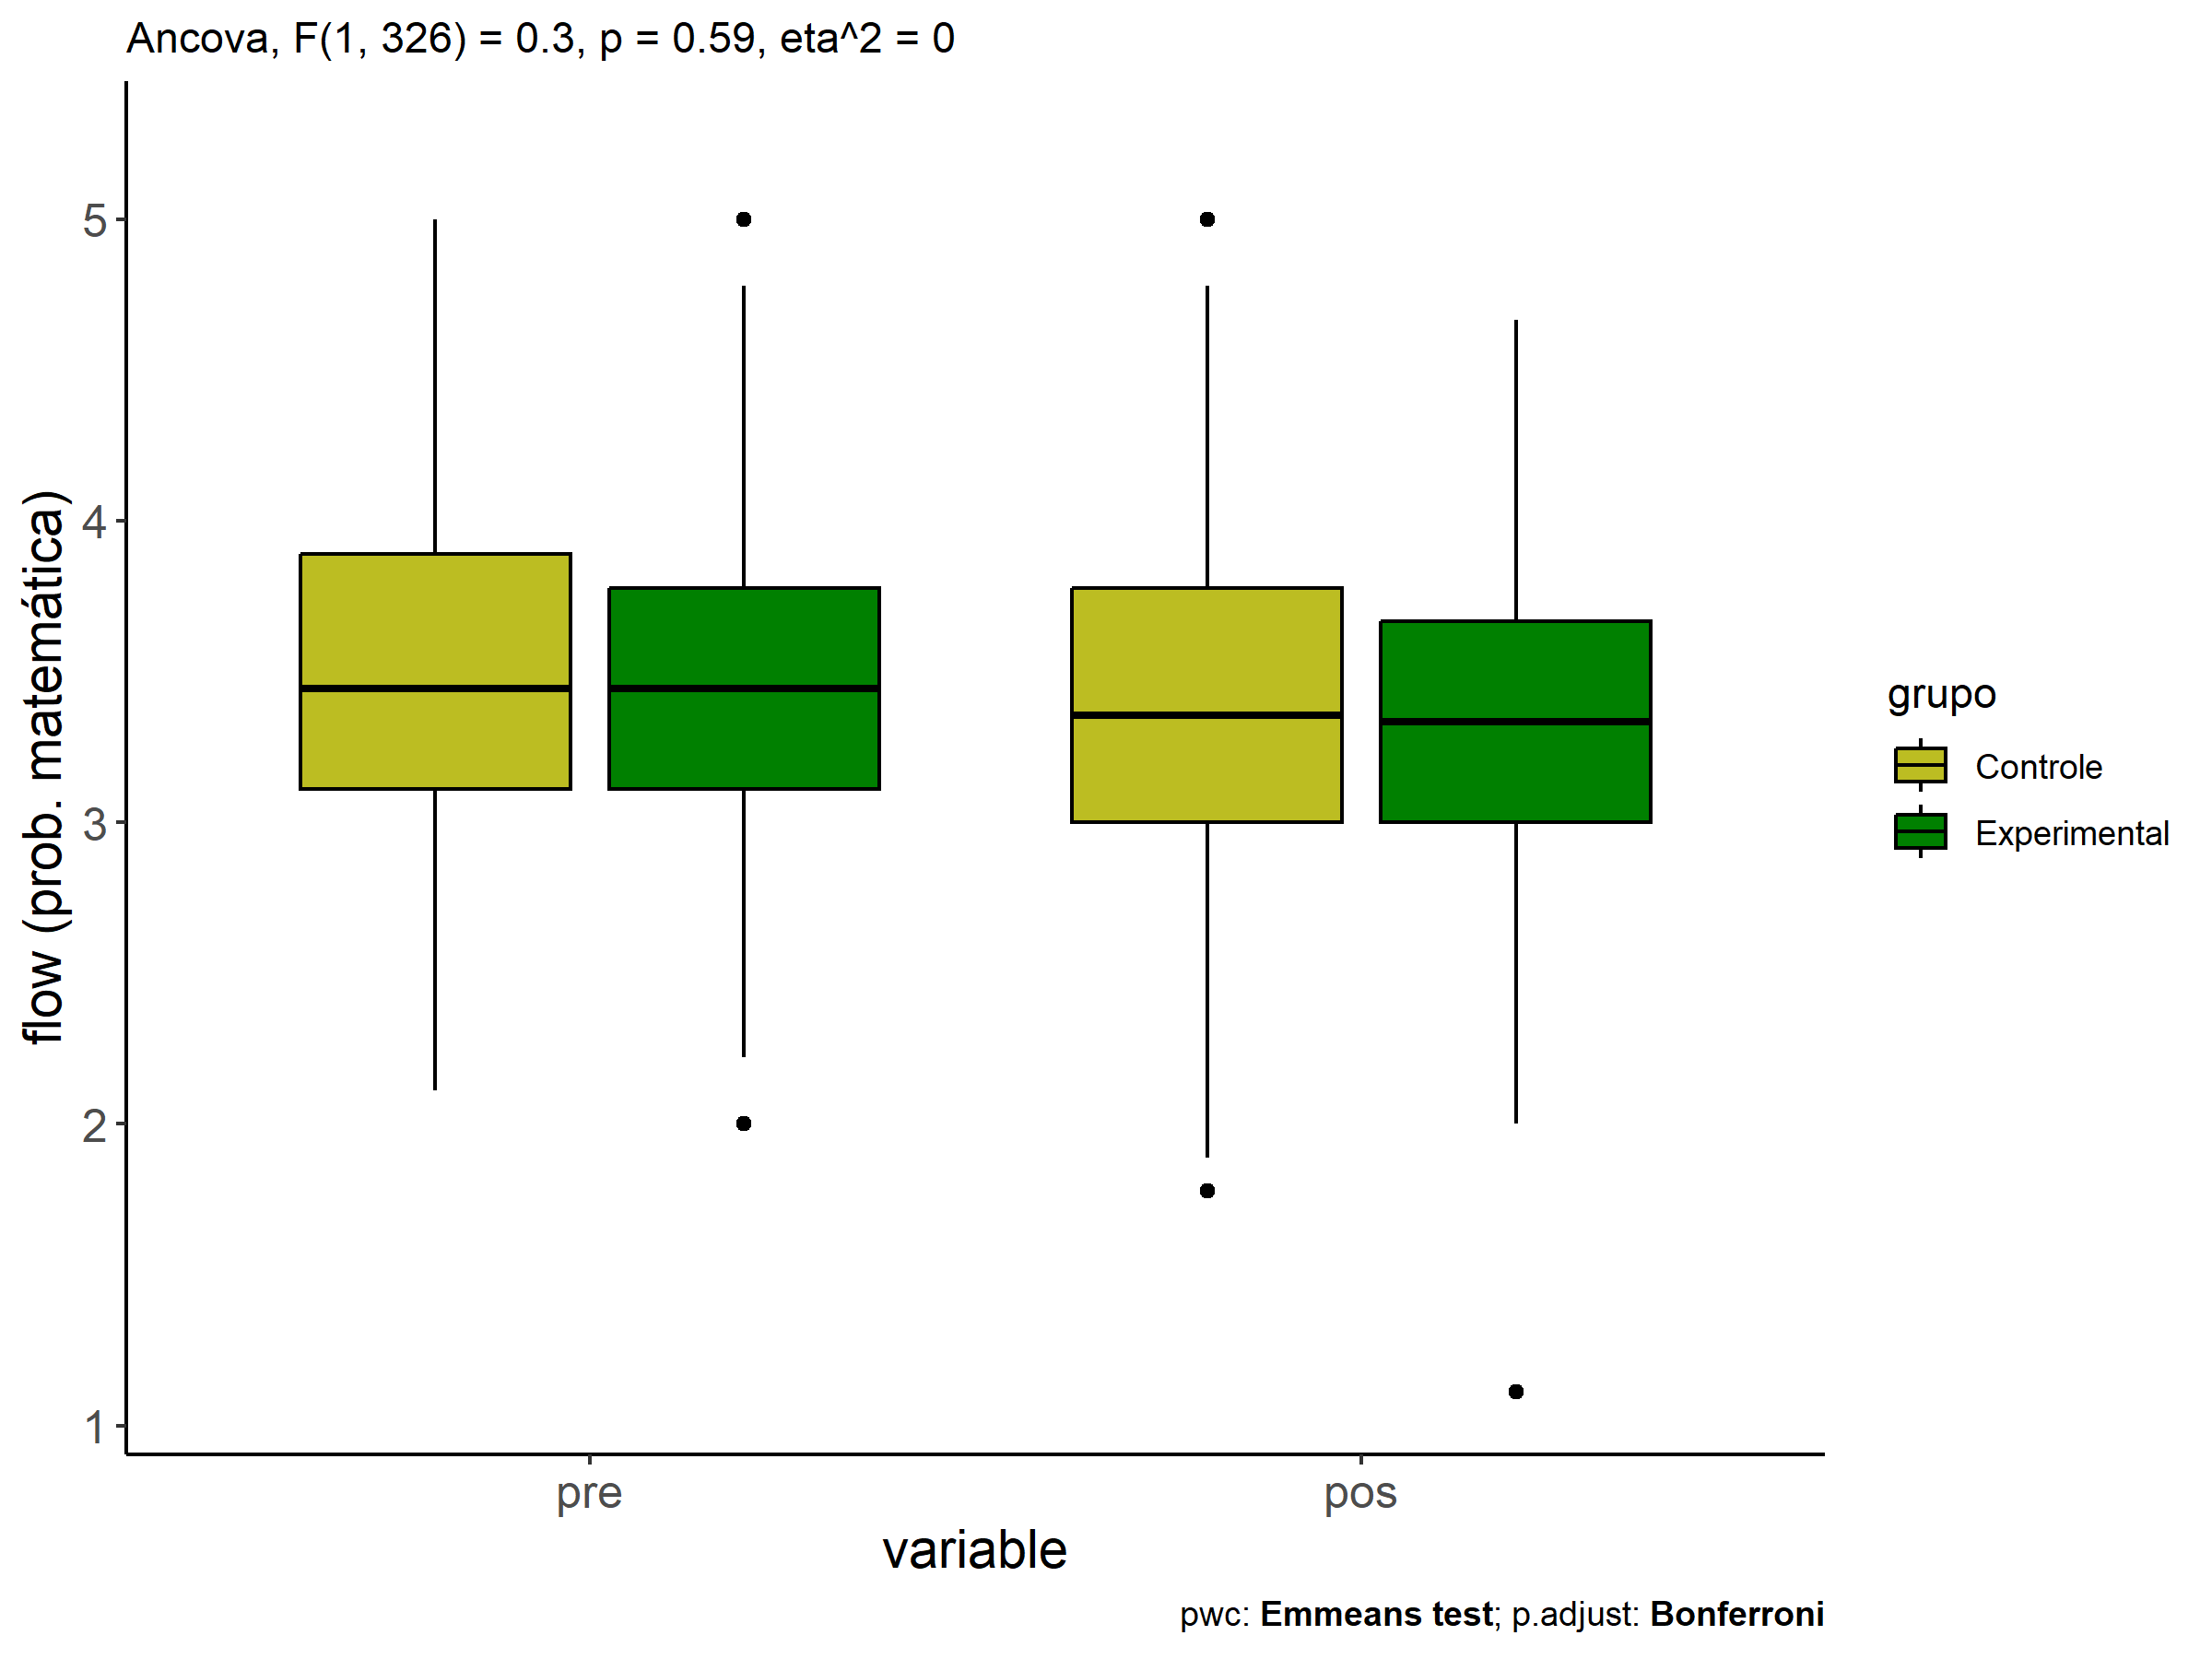 Ancova, F(1, 326) = 0.3, p = 0.59, eta^2 = 0
flow (prob. matemática)
5
4
3
2
1
pre
pos
variable
grupo
Controle
Experimental
pwc: Emmeans test; p.adjust: Bonferroni